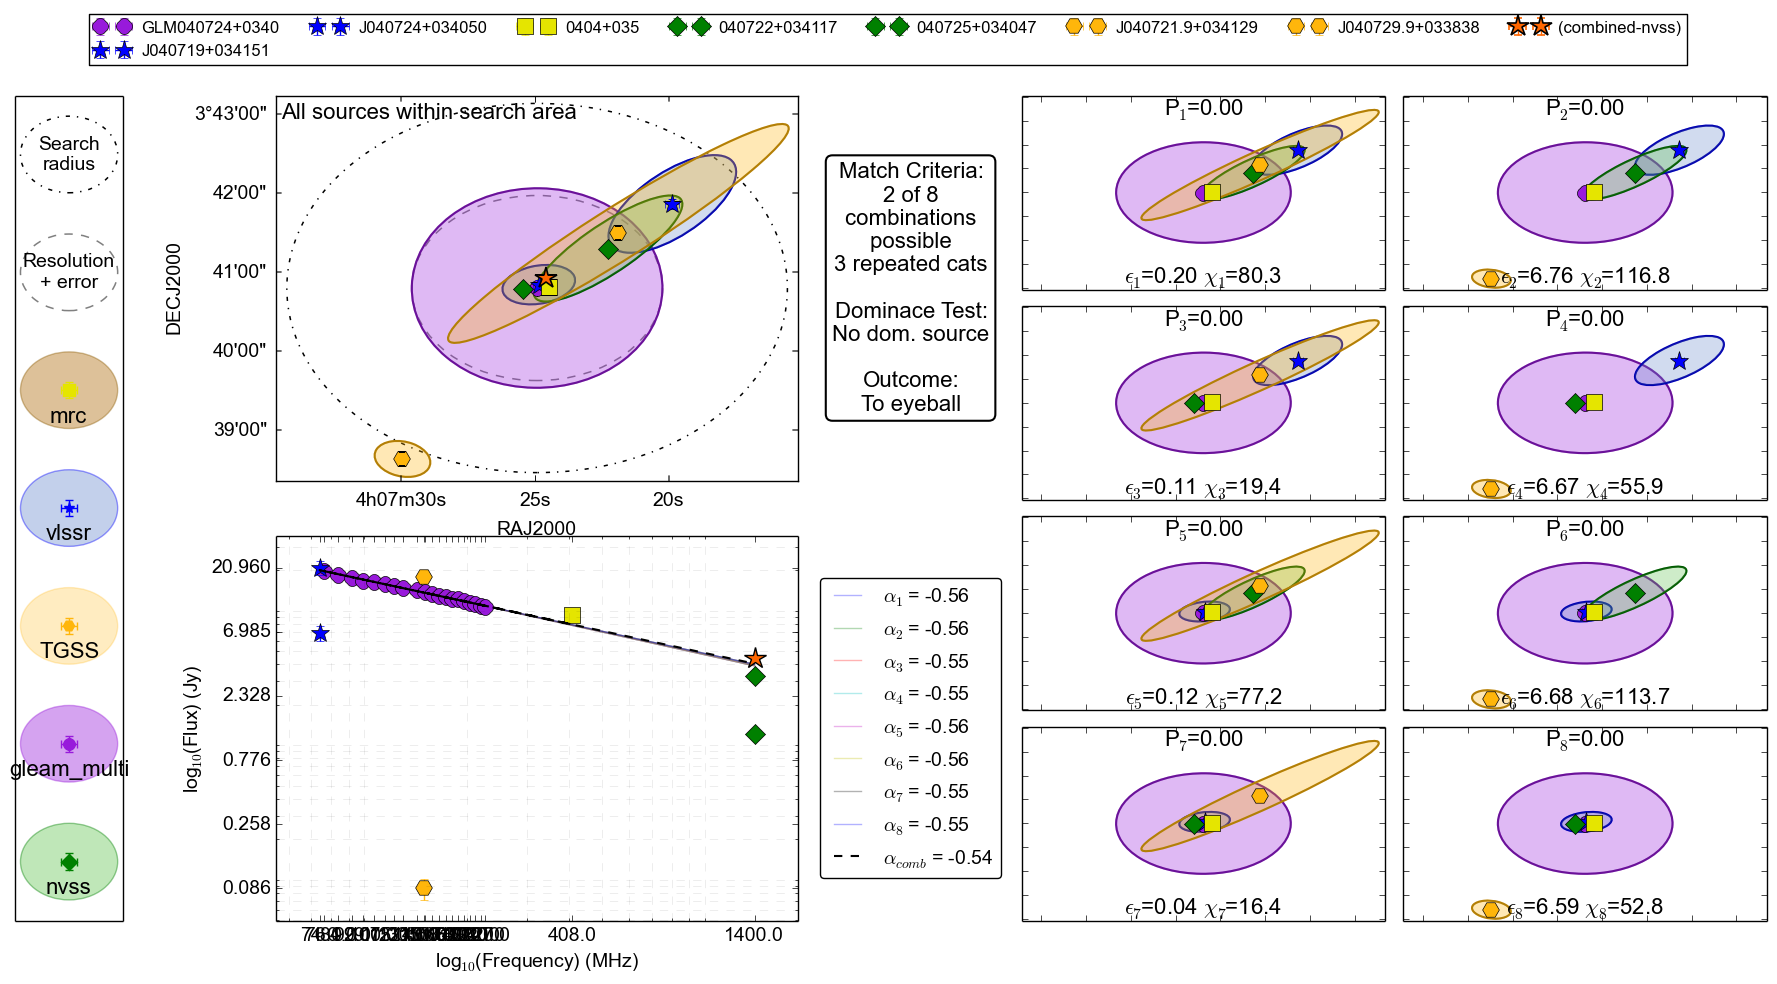 GLM040724+0340 J040724+034050 0404+035 040722+034117 040725+034047 J040721.9+034129 J040729.9+033838 (combined-nvss)
J040719+034151
Search
radius
Resolution
+ error
mrc
vlssr
TGSS
gleam_multi
nvss
All sources within search area
3°43'00"
42'00"
41'00"
40'00"
39'00"
DECJ2000
4h07m30s 25s 20s
RAJ2000
Match Criteria:
2 of 8
combinations
possible
3 repeated cats
Dominace Test:
No dom. source
Outcome:
To eyeball
20.960
6.985
2.328
0.776
0.258
0.086
log10(Flux) (Jy)
408.0 1400.0
log10(Frequency) (MHz)
α1 = -0.56
α2 = -0.56
α3 = -0.55
α4 = -0.55
α5 = -0.56
α6 = -0.56
α7 = -0.55
α8 = -0.55
αcomb = -0.54
P1=0.00
ϵ1=0.20 χ1=80.3
P2=0.00
ϵ2=6.76 χ2=116.8
P3=0.00
ϵ3=0.11 χ3=19.4
P4=0.00
ϵ4=6.67 χ4=55.9
P5=0.00
ϵ5=0.12 χ5=77.2
P6=0.00
ϵ6=6.68 χ6=113.7
P7=0.00
ϵ7=0.04 χ7=16.4
P8=0.00
ϵ8=6.59 χ8=52.8